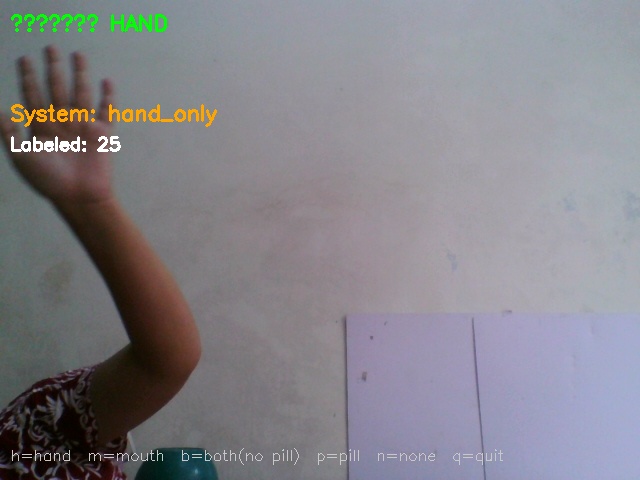 ??????? HAND
System: hand_only
Labeled: 25
h=hand m=mouth b=both(no pill) p=pill n=none q=quit